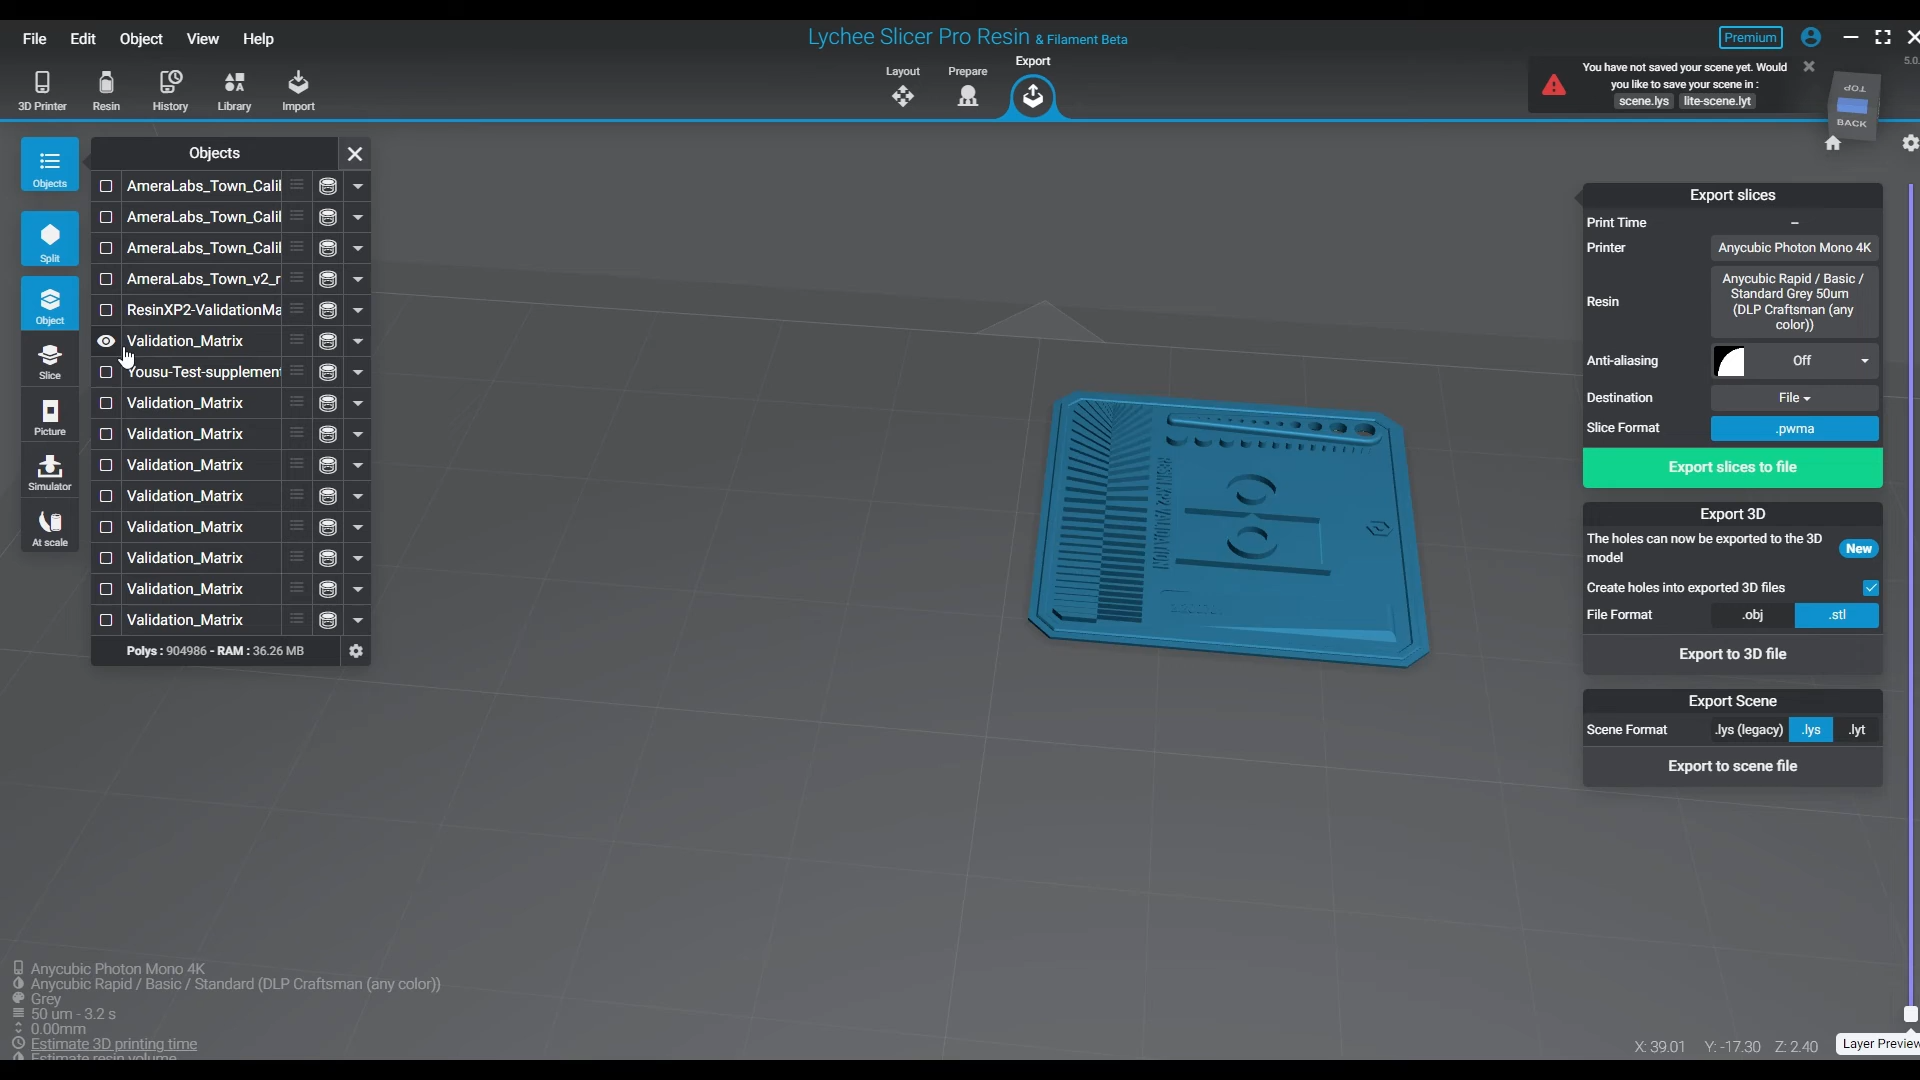 File Edit Object View Help
Lychee Slicer Pro Resin & Filament Beta
Premium
3D Printer Resin History Library Import
Layout Prepare Export
You have not saved your scene yet. Would
you like to save your scene in :
scene.lys lite-scene.lyt
5.0.
TOP
BACK
Objects
Split
Object
Slice
Picture
Simulator
At scale
Objects
AmeraLabs_Town_Calil
AmeraLabs_Town_Calil
AmeraLabs_Town_Calil
AmeraLabs_Town_v2_r
ResinXP2-ValidationMa
Validation_Matrix
Yousu-Test-supplement
Validation_Matrix
Validation_Matrix
Validation_Matrix
Validation_Matrix
Validation_Matrix
Validation_Matrix
Validation_Matrix
Validation_Matrix
Polys : 904986 - RAM : 36.26 MB
Export slices
Print Time –
Printer Anycubic Photon Mono 4K
Resin
Anycubic Rapid / Basic /
Standard Grey 50um
(DLP Craftsman (any
color))
Anti-aliasing Off
Destination File
Slice Format .pwma
Export slices to file
Export 3D
The holes can now be exported to the 3D
model
New
Create holes into exported 3D files
File Format .obj .stl
Export to 3D file
Export Scene
Scene Format .lys (legacy) .lys .lyt
Export to scene file
Anycubic Photon Mono 4K
Anycubic Rapid / Basic / Standard (DLP Craftsman (any color))
Grey
50 um - 3.2 s
0.00mm
Estimate 3D printing time
Estimate resin volume
X: 39.01 Y: -17.30 Z: 2.40
Layer Preview